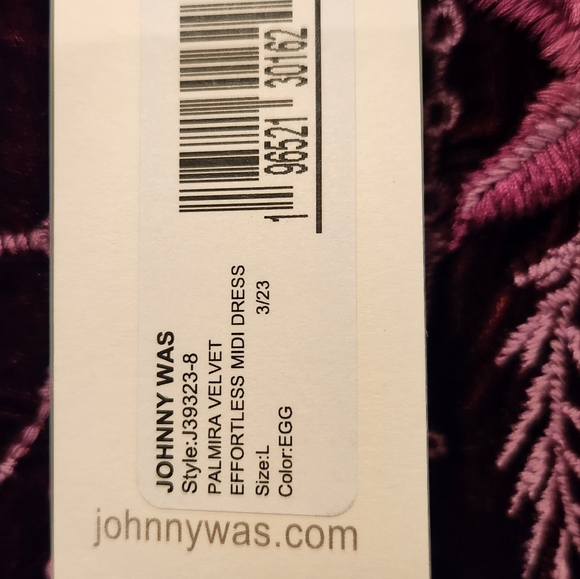 1 96521 30162
JOHNNY WAS
Style:J39323-8
PALMIRA VELVET
EFFORTLESS MIDI DRESS
3/23
Size:L
Color:EGG
johnnywas.com